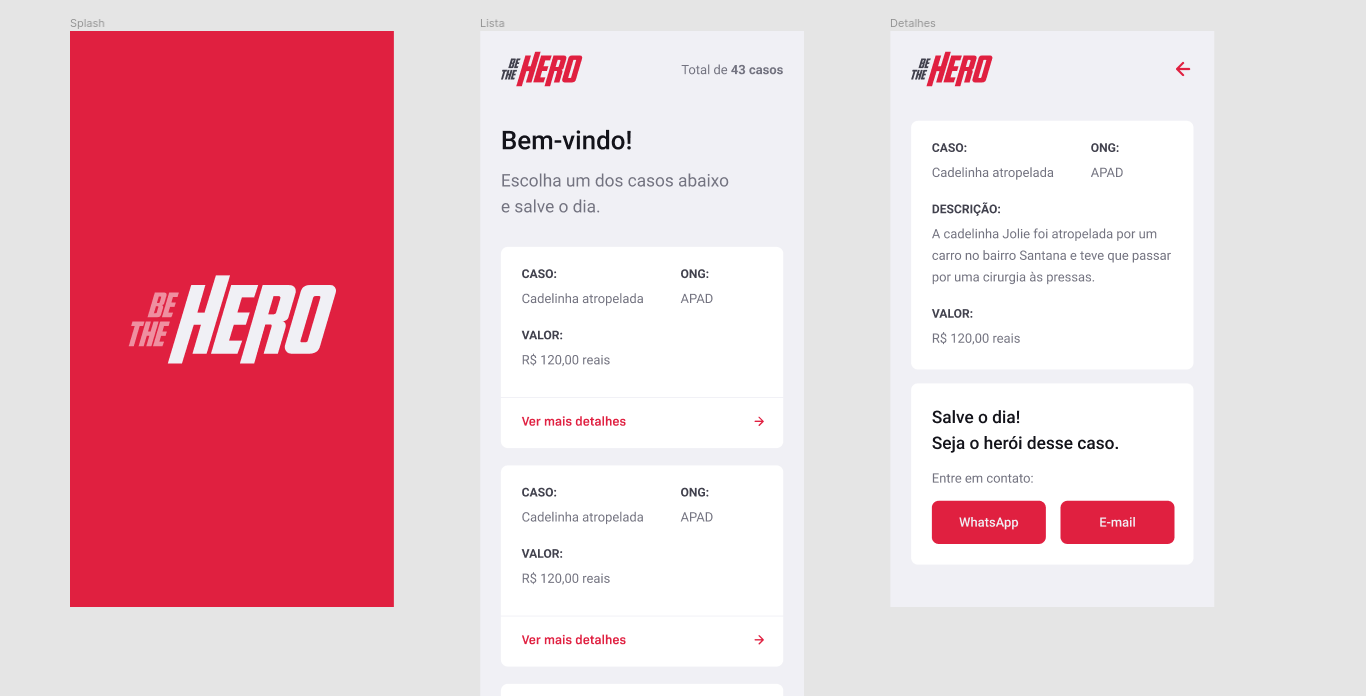 Splash
BE
THE HERO
Lista
BE
THE HERO
Total de 43 casos
Bem-vindo!
Escolha um dos casos abaixo
e salve o dia.
CASO: ONG:
Cadelinha atropelada APAD
VALOR:
R$ 120,00 reais
Ver mais detalhes
CASO: ONG:
Cadelinha atropelada APAD
VALOR:
R$ 120,00 reais
Ver mais detalhes
Detalhes
BE
THE HERO
CASO: ONG:
Cadelinha atropelada APAD
DESCRIÇÃO:
A cadelinha Jolie foi atropelada por um
carro no bairro Santana e teve que passar
por uma cirurgia às pressas.
VALOR:
R$ 120,00 reais
Salve o dia!
Seja o herói desse caso.
Entre em contato:
WhatsApp E-mail